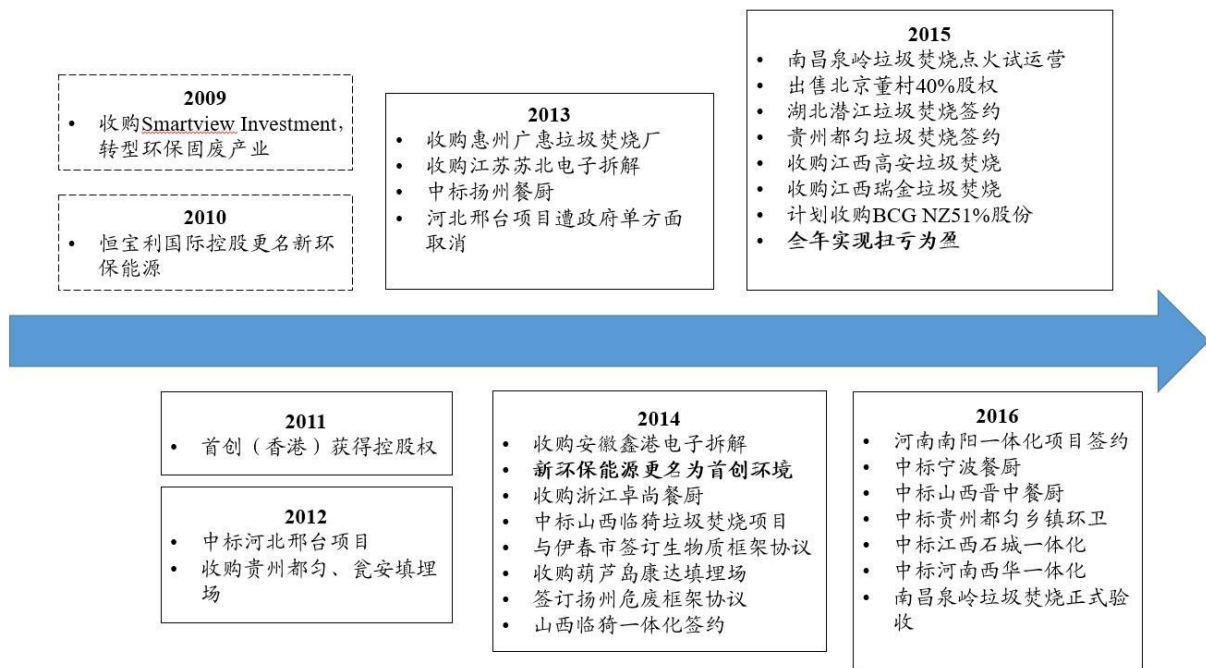 2009
• 收购Smartview Investment,
转型环保固废产业
2010
• 恒宝利国际控股更名新环
保能源
2013
• 收购惠州广惠垃圾焚烧厂
• 收购江苏苏北电子拆解
• 中标扬州餐厨
• 河北邢台项目遭政府单方面
取消
2015
• 南昌泉岭垃圾焚烧点火试运营
• 出售北京董村40%股权
• 湖北潜江垃圾焚烧签约
• 贵州都匀垃圾焚烧签约
• 收购江西高安垃圾焚烧
• 收购江西瑞金垃圾焚烧
• 计划收购BCG NZ51%股份
• 全年实现扭亏为盈
2011
• 首创（香港）获得控股权
2012
• 中标河北邢台项目
• 收购贵州都匀、瓮安填埋
场
2014
• 收购安徽鑫港电子拆解
• 新环保能源更名为首创环境
• 收购浙江卓尚餐厨
• 中标山西临猗垃圾焚烧项目
• 与伊春市签订生物质框架协议
• 收购葫芦岛康达填埋场
• 签订扬州危废框架协议
• 山西临猗一体化签约
2016
• 河南南阳一体化项目签约
• 中标宁波餐厨
• 中标山西晋中餐厨
• 中标贵州都匀乡镇环卫
• 中标江西石城一体化
• 中标河南西华一体化
• 南昌泉岭垃圾焚烧正式验
收